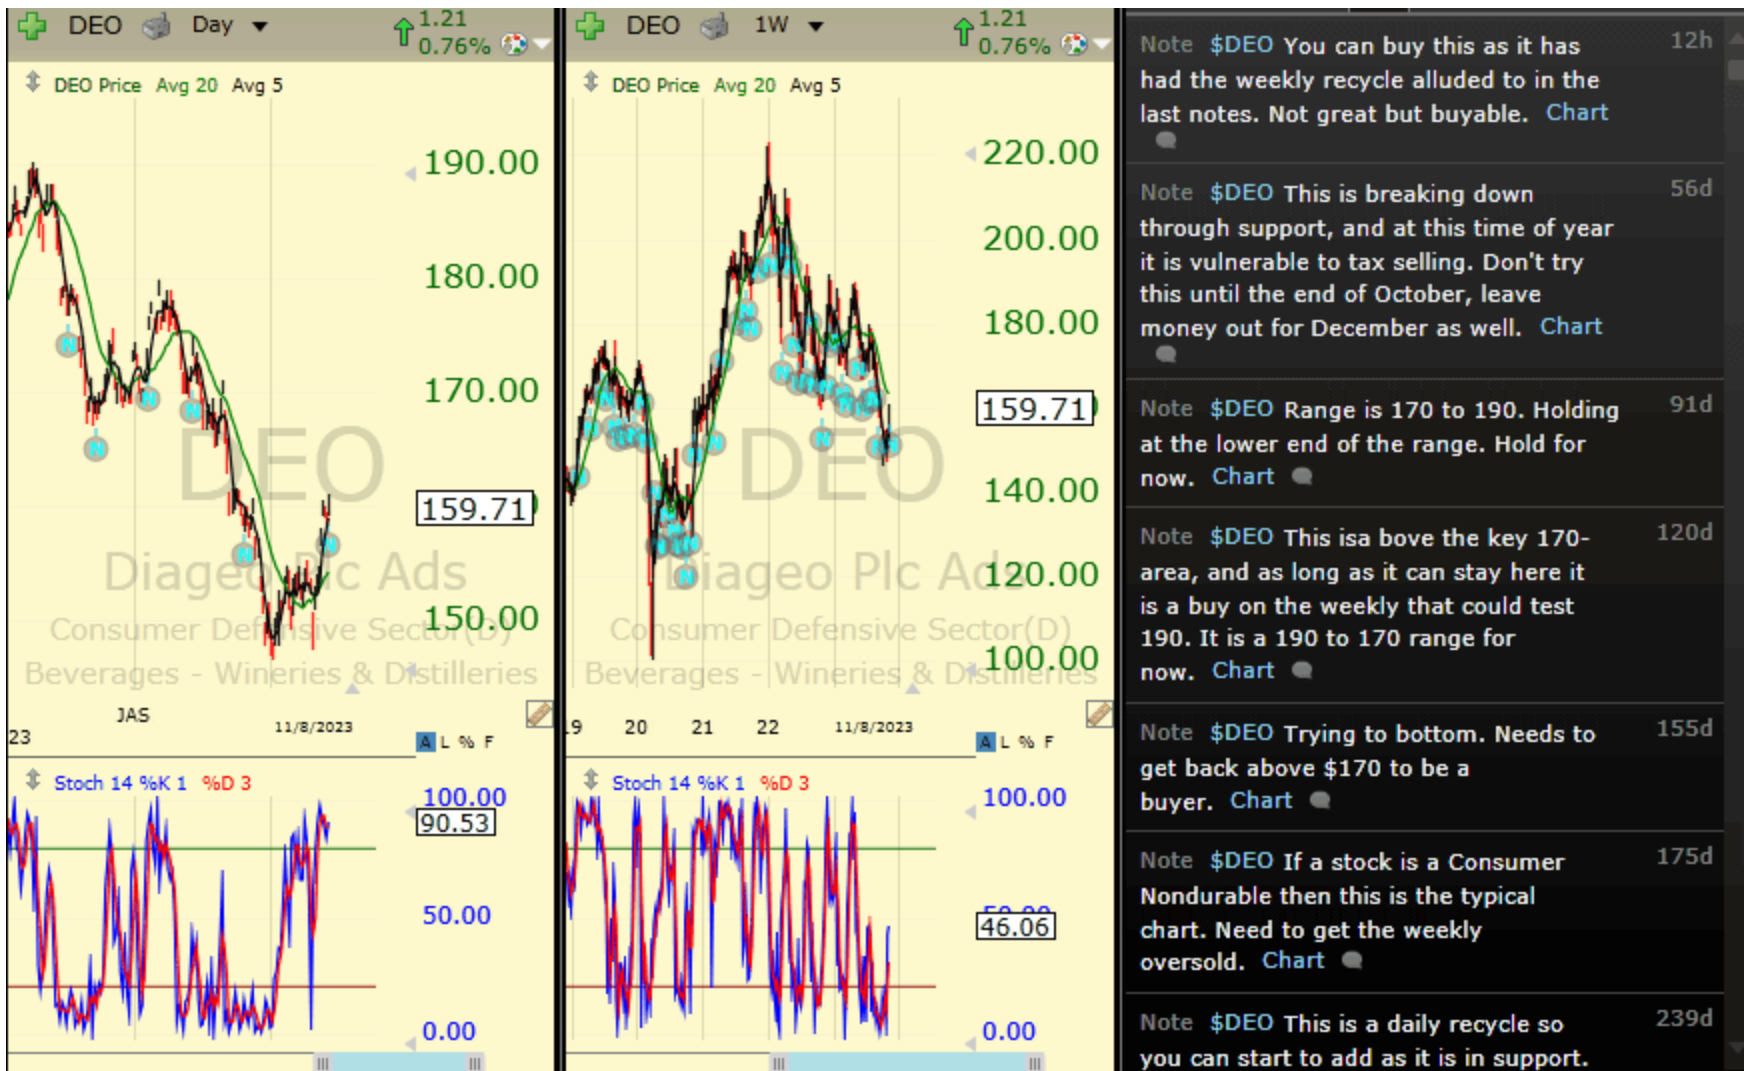 DEO Day 1.21
0.76%
DEO Price Avg 20 Avg 5
190.00
180.00
170.00
159.71
150.00
DEO
Diageo Plc Ads
Consumer Defensive Sector(D)
Beverages - Wineries & Distilleries
JAS
23
11/8/2023
A L % F
Stoch 14 %K 1 %D 3
100.00
90.53
50.00
0.00
DEO 1W 1.21
0.76%
DEO Price Avg 20 Avg 5
220.00
200.00
180.00
159.71
140.00
120.00
100.00
DEO
Diageo Plc Ads
Consumer Defensive Sector(D)
Beverages - Wineries & Distilleries
19 20 21 22 11/8/2023
A L % F
Stoch 14 %K 1 %D 3
100.00
50.00
46.06
0.00
Note $DEO You can buy this as it has 12h
had the weekly recycle alluded to in the
last notes. Not great but buyable. Chart
Note $DEO This is breaking down 56d
through support, and at this time of year
it is vulnerable to tax selling. Don't try
this until the end of October, leave
money out for December as well. Chart
Note $DEO Range is 170 to 190. Holding 91d
at the lower end of the range. Hold for
now. Chart
Note $DEO This isa bove the key 170- 120d
area, and as long as it can stay here it
is a buy on the weekly that could test
190. It is a 190 to 170 range for
now. Chart
Note $DEO Trying to bottom. Needs to 155d
get back above $170 to be a
buyer. Chart
Note $DEO If a stock is a Consumer 175d
Nondurable then this is the typical
chart. Need to get the weekly
oversold. Chart
Note $DEO This is a daily recycle so 239d
you can start to add as it is in support.